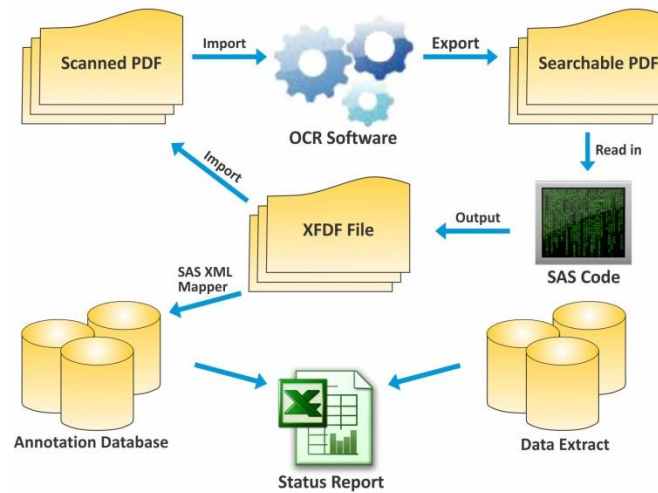 Scanned PDF
Import
OCR Software
Export
Searchable PDF
Read in
SAS Code
Output
XFDF File
Import
SAS XML
Mapper
Annotation Database
X
Status Report
Data Extract